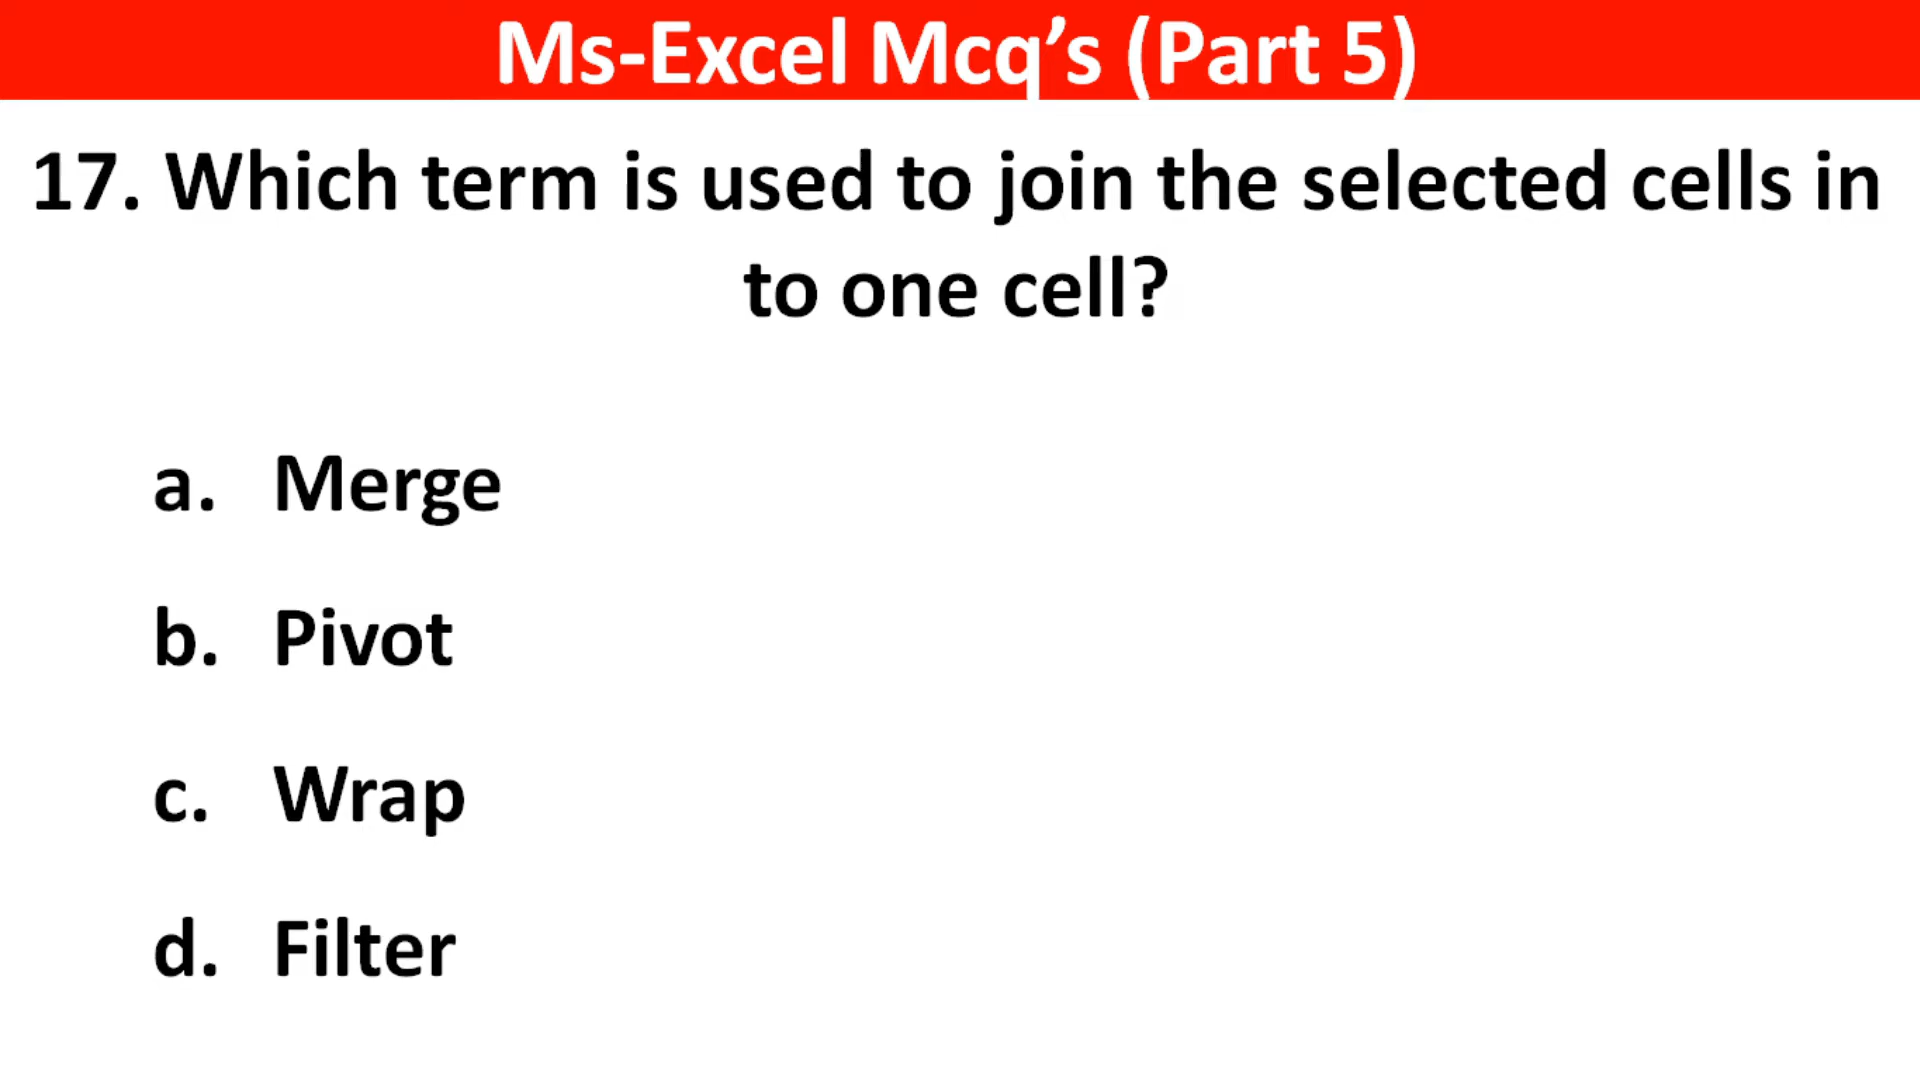 Ms-Excel Mcq’s (Part 5)
17. Which term is used to join the selected cells in
to one cell?
a. Merge
b. Pivot
c. Wrap
d. Filter